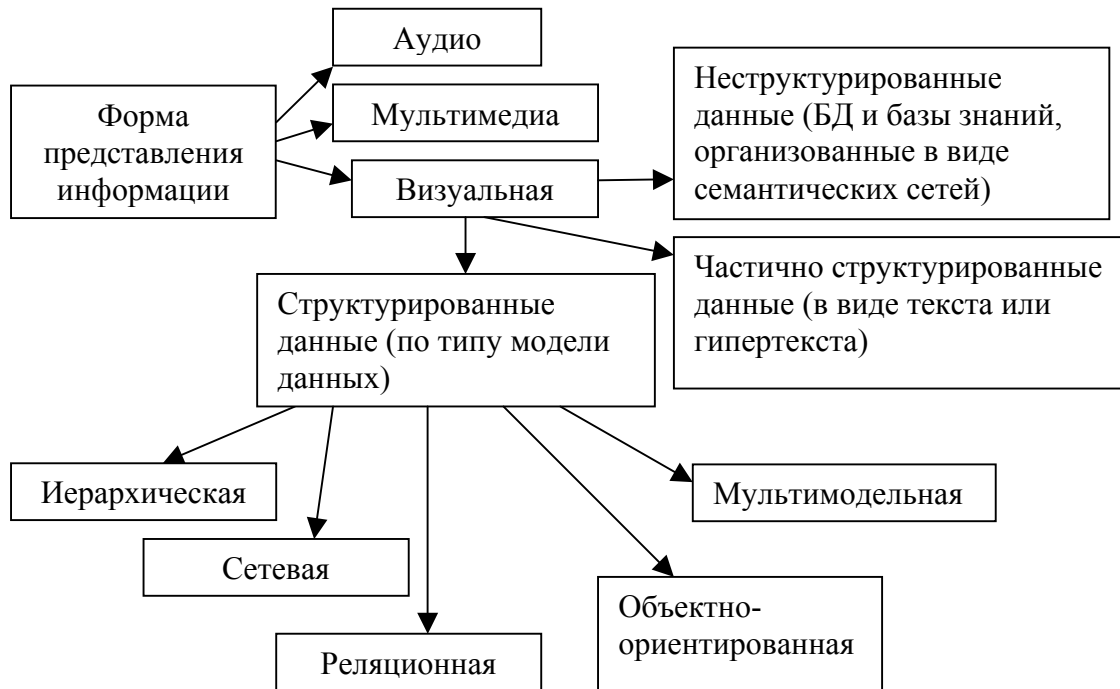 Аудио
Форма
представления
информации
Мультимедиа
Визуальная
Неструктурированные
данные (БД и базы знаний,
организованные в виде
семантических сетей)
Частично структурированные
данные (в виде текста или
гипертекста)
Структурированные
данные (по типу модели
данных)
Иерархическая
Мультимодельная
Сетевая
Объектно-
ориентированная
Реляционная